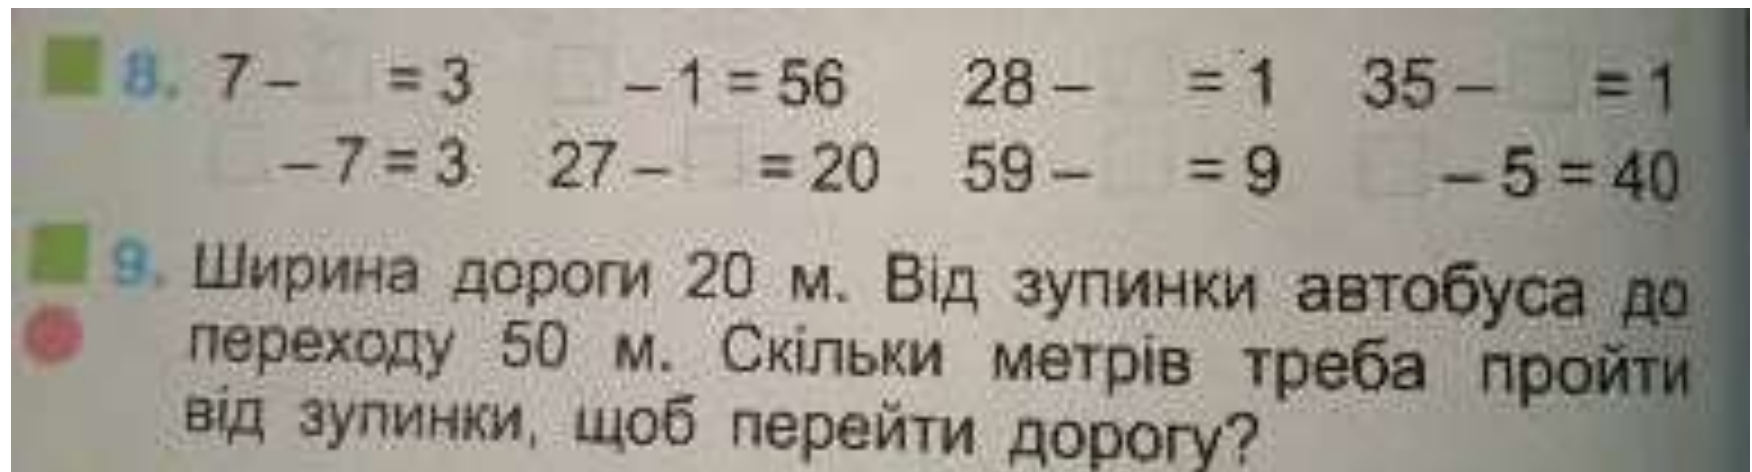 8. 7 – □ = 3 □ – 1 = 56 28 – □ = 1 35 – □ = 1
□ – 7 = 3 27 – □ = 20 59 – □ = 9 □ – 5 = 40
9. Ширина дороги 20 м. Від зупинки автобуса до
переходу 50 м. Скільки метрів треба пройти
від зупинки, щоб перейти дорогу?